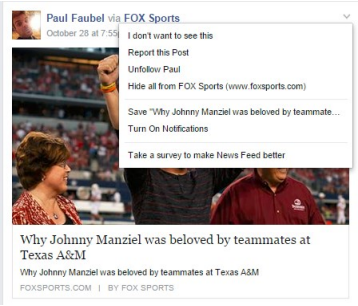 Paul Faubel via FOX Sports
October 28 at 7:55
I don't want to see this
Report this Post
Unfollow Paul
Hide all from FOX Sports (www.foxsports.com)
Save "Why Johnny Manziel was beloved by teammate...
Turn On Notifications
Take a survey to make News Feed better
Why Johnny Manziel was beloved by teammates at
Texas A&M
Why Johnny Manziel was beloved by teammates at Texas A&M
FOXSPORTS.COM | BY FOX SPORTS